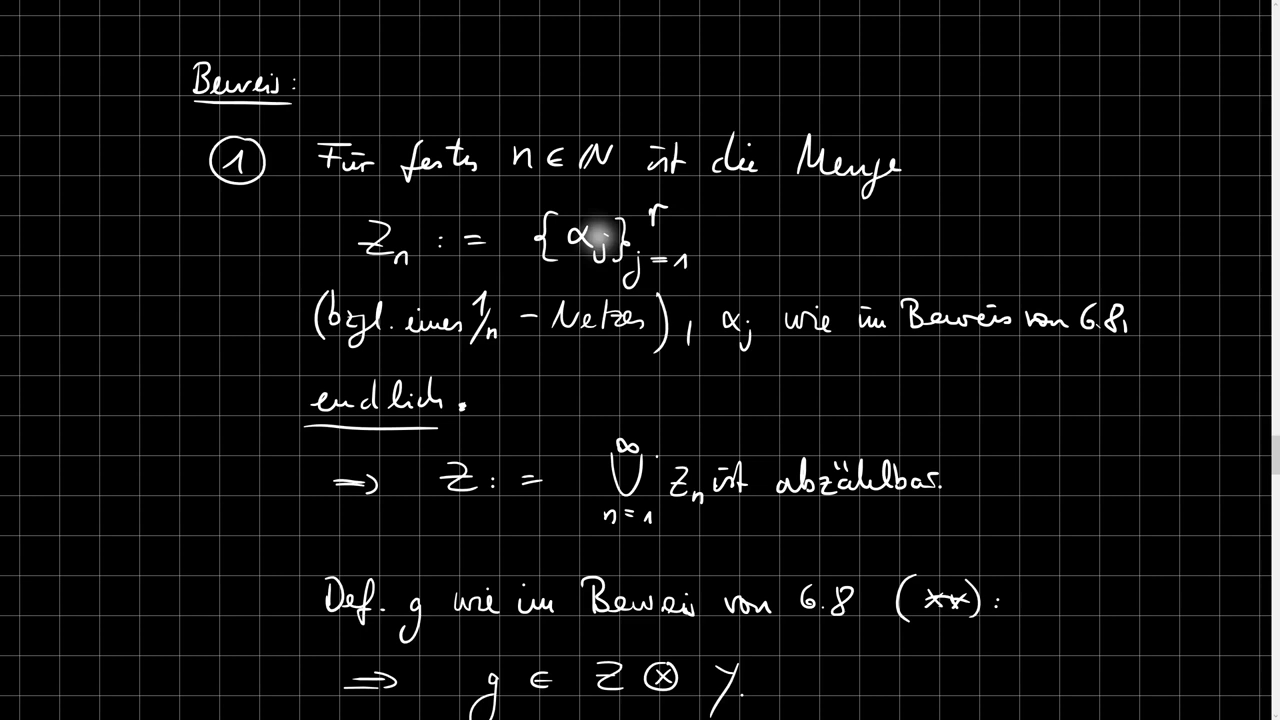 Beweis:
① Für festes n ∈ ℕ ist die Menge
Z_n := {α_j}_{j=1}^r
(bzgl. eines 1/n - Netzes), α_j wie im Beweis von 6.8,
endlich.
⟹ Z := ⋃_{n=1}^∞ Z_n ist abzählbar.
Def. g wie im Beweis von 6.8 (**):
⟹ g ∈ Z ⊗ Y.